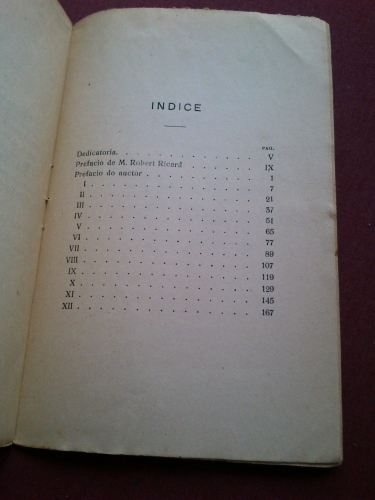 INDICE
PAG.
Dedicatoria. . . . . . . . . . . . . V
Prefacio de M. Robert Ricard . . . . . . . IX
Prefacio do auctor . . . . . . . . . . 1
I . . . . . . . . . . . . . . . 7
II . . . . . . . . . . . . . . . 21
III . . . . . . . . . . . . . . . 37
IV . . . . . . . . . . . . . . . 51
V . . . . . . . . . . . . . . . 65
VI . . . . . . . . . . . . . . . 77
VII . . . . . . . . . . . . . . . 89
VIII . . . . . . . . . . . . . . . 107
IX . . . . . . . . . . . . . . . 119
X . . . . . . . . . . . . . . . 129
XI . . . . . . . . . . . . . . . 145
XII . . . . . . . . . . . . . . . 167